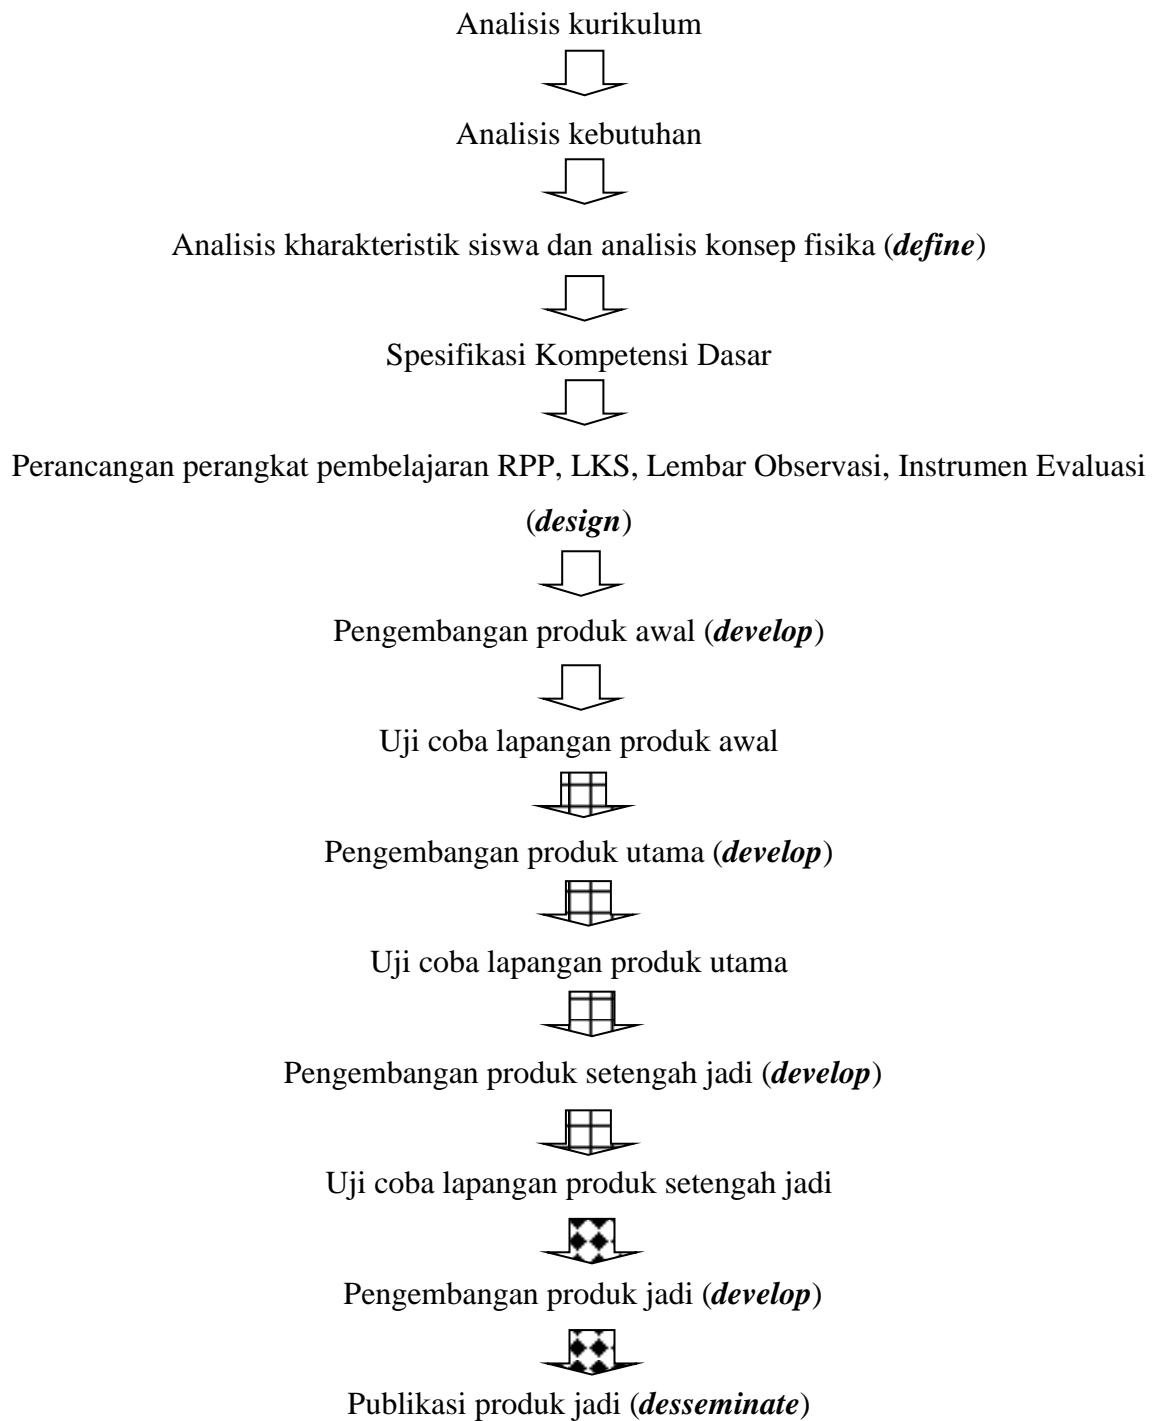 Analisis kurikulum
Analisis kebutuhan
Analisis kharakteristik siswa dan analisis konsep fisika (define)
Spesifikasi Kompetensi Dasar
Perancangan perangkat pembelajaran RPP, LKS, Lembar Observasi, Instrumen Evaluasi
(design)
Pengembangan produk awal (develop)
Uji coba lapangan produk awal
Pengembangan produk utama (develop)
Uji coba lapangan produk utama
Pengembangan produk setengah jadi (develop)
Uji coba lapangan produk setengah jadi
Pengembangan produk jadi (develop)
Publikasi produk jadi (desseminate)